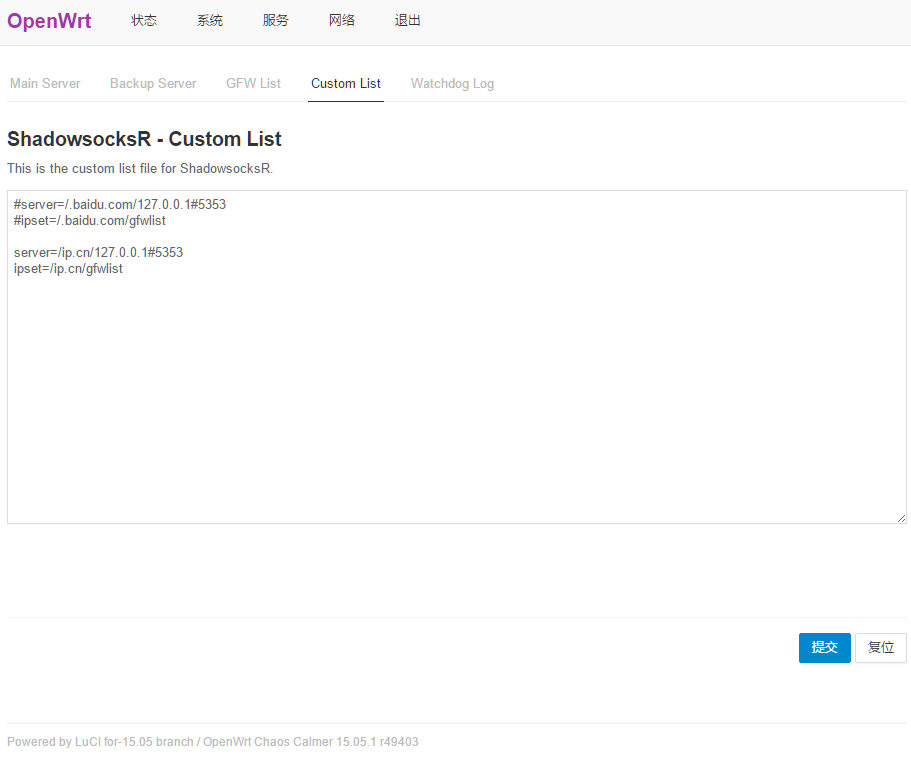 OpenWrt 状态 系统 服务 网络 退出
Main Server Backup Server GFW List Custom List Watchdog Log
ShadowsocksR - Custom List
This is the custom list file for ShadowsocksR.
#server=/.baidu.com/127.0.0.1#5353
#ipset=/.baidu.com/gfwlist
server=/ip.cn/127.0.0.1#5353
ipset=/ip.cn/gfwlist
提交 复位
Powered by LuCI for-15.05 branch / OpenWrt Chaos Calmer 15.05.1 r49403